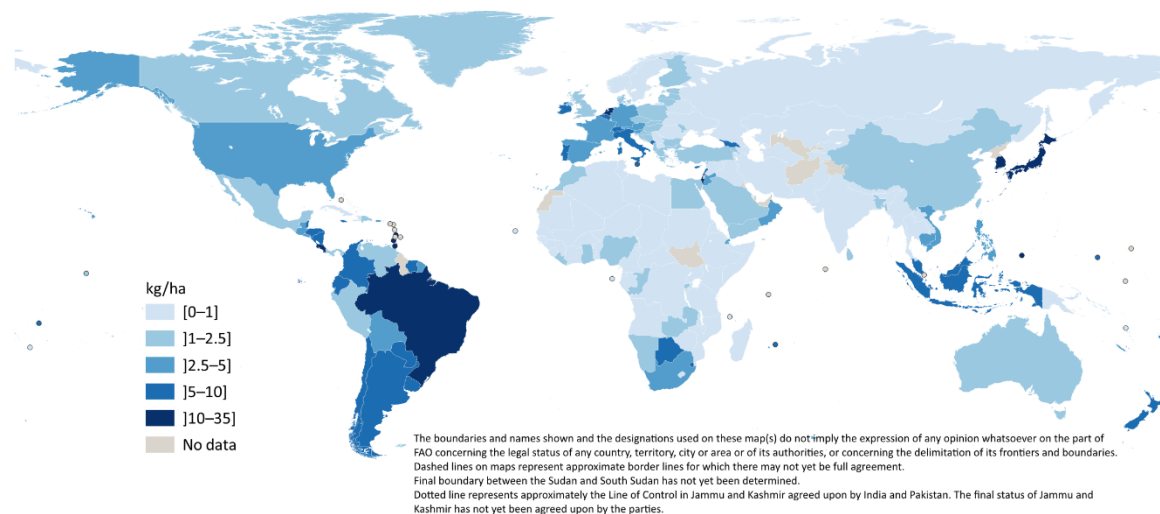 kg/ha
[0–1]
]1–2.5]
]2.5–5]
]5–10]
]10–35]
No data
The boundaries and names shown and the designations used on these map(s) do not imply the expression of any opinion whatsoever on the part of
FAO concerning the legal status of any country, territory, city or area or of its authorities, or concerning the delimitation of its frontiers and boundaries.
Dashed lines on maps represent approximate border lines for which there may not yet be full agreement.
Final boundary between the Sudan and South Sudan has not yet been determined.
Dotted line represents approximately the Line of Control in Jammu and Kashmir agreed upon by India and Pakistan. The final status of Jammu and
Kashmir has not yet been agreed upon by the parties.